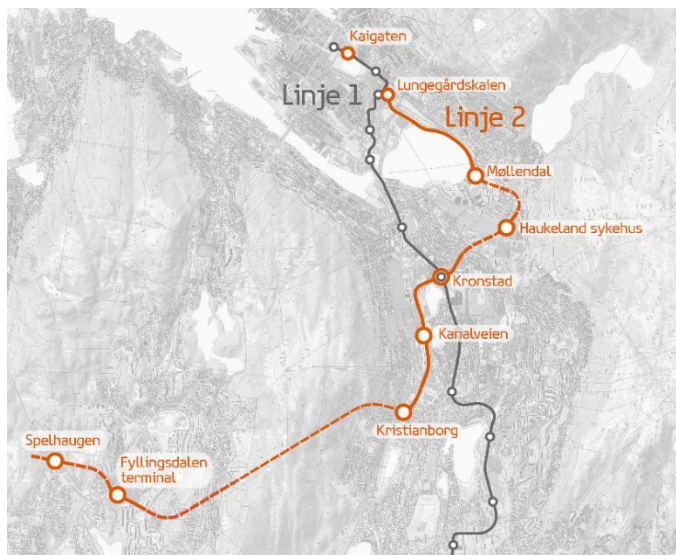 Kaigaten
Lungegårdskaien
Linje 1
Linje 2
Møllendal
Haukeland sykehus
Kronstad
Kanalveien
Kristianborg
Spelhaugen
Fyllingsdalen
terminal